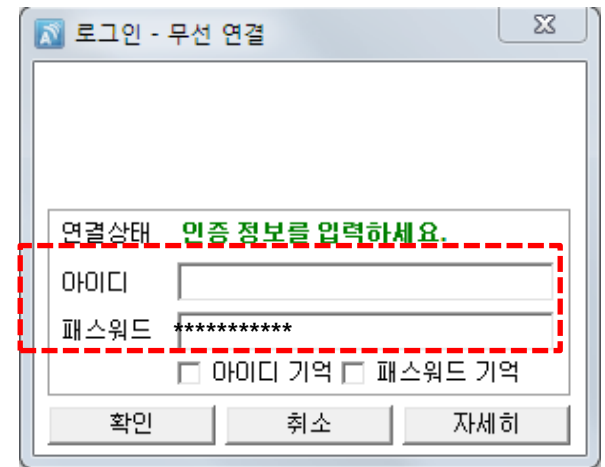 로그인 - 무선 연결
연결상태 인증 정보를 입력하세요.
아이디
패스워드 ***********
아이디 기억 패스워드 기억
확인 취소 자세히